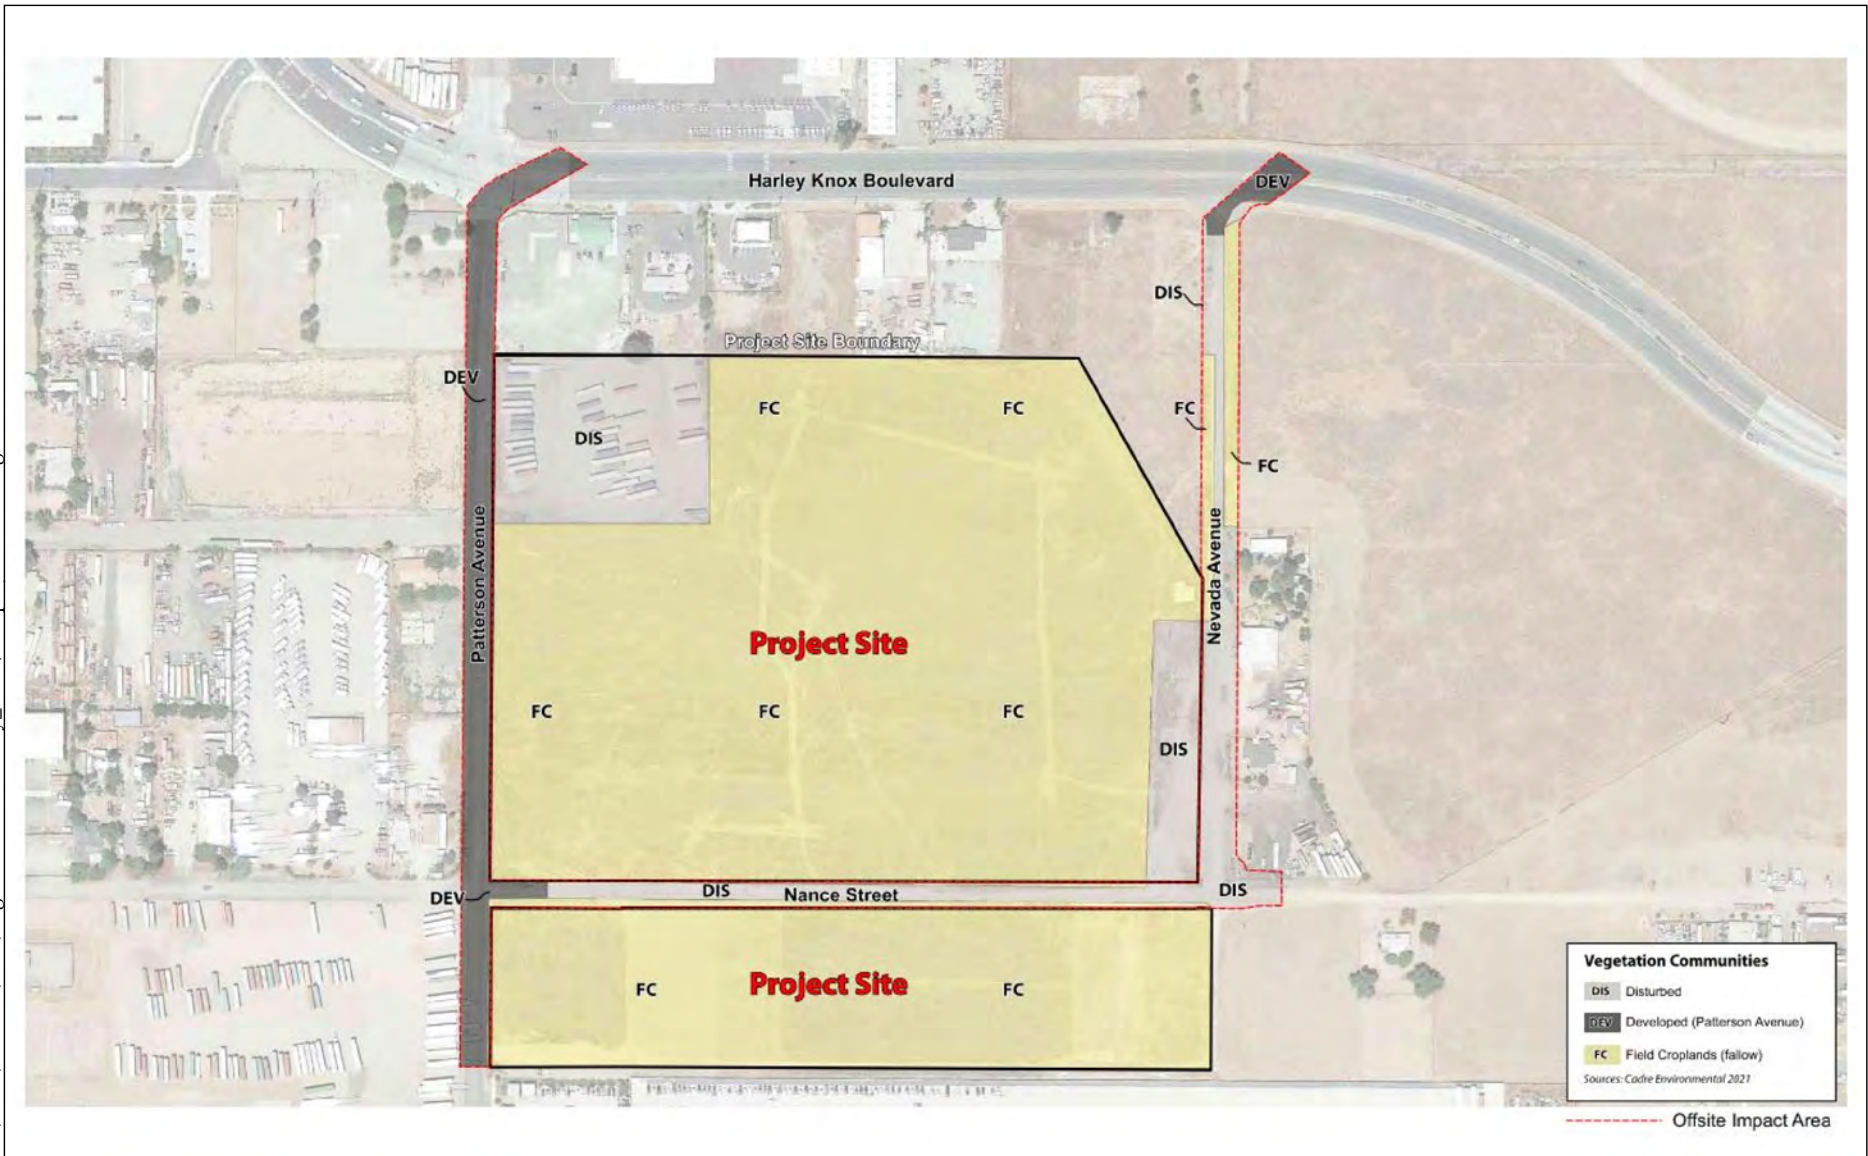 Harley Knox Boulevard
DEV
DIS
Project Site Boundary
DEV
FC
FC
FC
DIS
FC
Patterson Avenue
Nevada Avenue
Project Site
FC
FC
FC
DIS
DEV
DIS
Nance Street
DIS
FC
Project Site
FC
Vegetation Communities
DIS Disturbed
DEV Developed (Patterson Avenue)
FC Field Croplands (fallow)
Sources: Cadre Environmental 2021
Offsite Impact Area